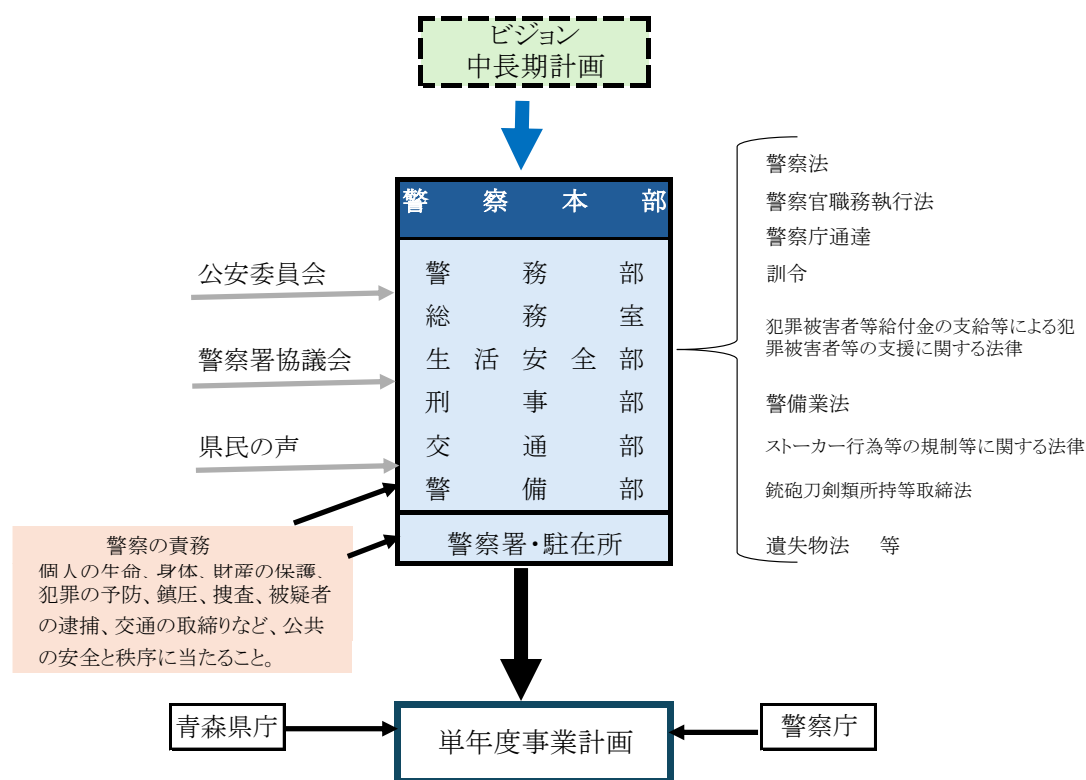 ビジョン
中長期計画
警察本部
警務部
総務室
生活安全部
刑事部
交通部
警備部
警察署・駐在所
公安委員会
警察署協議会
県民の声
警察の責務
個人の生命、身体、財産の保護、
犯罪の予防、鎮圧、捜査、被疑者
の逮捕、交通の取締りなど、公共
の安全と秩序に当たること。
警察法
警察官職務執行法
警察庁通達
訓令
犯罪被害者等給付金の支給等による犯
罪被害者等の支援に関する法律
警備業法
ストーカー行為等の規制等に関する法律
銃砲刀剣類所持等取締法
遺失物法 等
青森県庁
単年度事業計画
警察庁